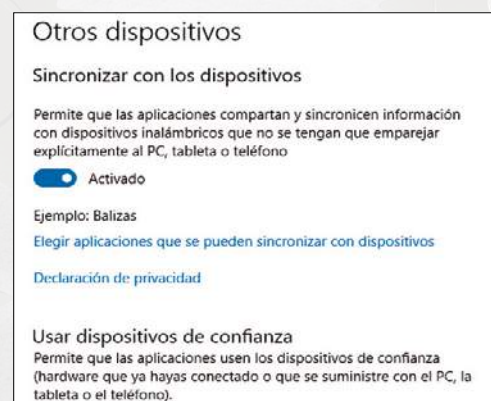 Otros dispositivos
Sincronizar con los dispositivos
Permite que las aplicaciones compartan y sincronicen información
con dispositivos inalámbricos que no se tengan que emparejar
explícitamente al PC, tableta o teléfono
Activado
Ejemplo: Balizas
Elegir aplicaciones que se pueden sincronizar con dispositivos
Declaración de privacidad
Usar dispositivos de confianza
Permite que las aplicaciones usen los dispositivos de confianza
(hardware que ya hayas conectado o que se suministre con el PC, la
tableta o el teléfono).